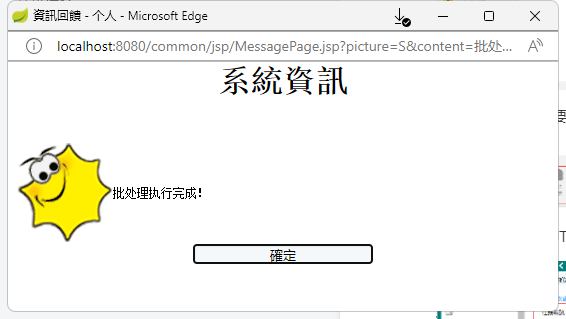 資訊回饋 - 个人 - Microsoft Edge
localhost:8080/common/jsp/MessagePage.jsp?picture=S&content=批处...
系統資訊
批处理执行完成!
確定